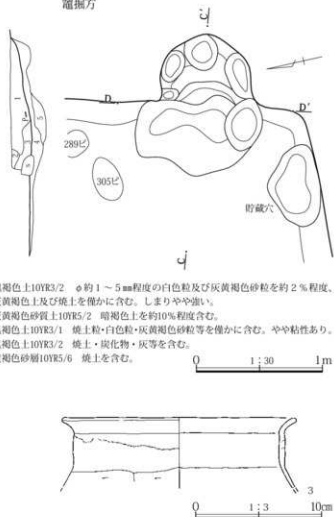 竈掘方
C'
1
5
4
D
D'
289ピ
305ピ
貯蔵穴
C
褐色土10YR3/2 φ約1～5㎜程度の白色粒及び灰黄褐色砂粒を約2％程度、
黄褐色土及び焼土を僅かに含む。しまりやや強い。
黄褐色砂質土10YR5/2 暗褐色土を約10％程度含む。
褐色土10YR3/1 焼土粒・白色粒・灰黄褐色砂粒等を僅かに含む。やや粘性あり。
褐色土10YR3/2 焼土・炭化物・灰等を含む。
褐色砂層10YR5/6 焼土を含む。
0 1：30 1m
3
0 1：3 10cm